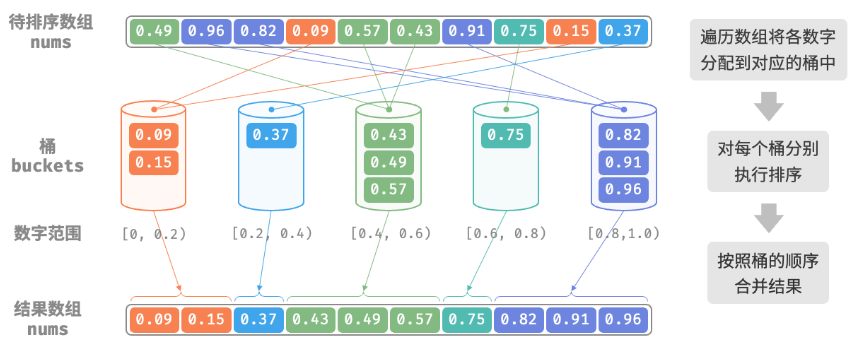 待排序数组
nums
0.49 0.96 0.82 0.09 0.57 0.43 0.91 0.75 0.15 0.37
遍历数组将各数字
分配到对应的桶中
桶
buckets
0.09 0.37 0.43 0.75 0.82
0.15 0.49 0.91
0.57 0.96
对每个桶分别
执行排序
数字范围
[0, 0.2) [0.2, 0.4) [0.4, 0.6) [0.6, 0.8) [0.8,1.0)
按照桶的顺序
合并结果
结果数组
nums
0.09 0.15 0.37 0.43 0.49 0.57 0.75 0.82 0.91 0.96